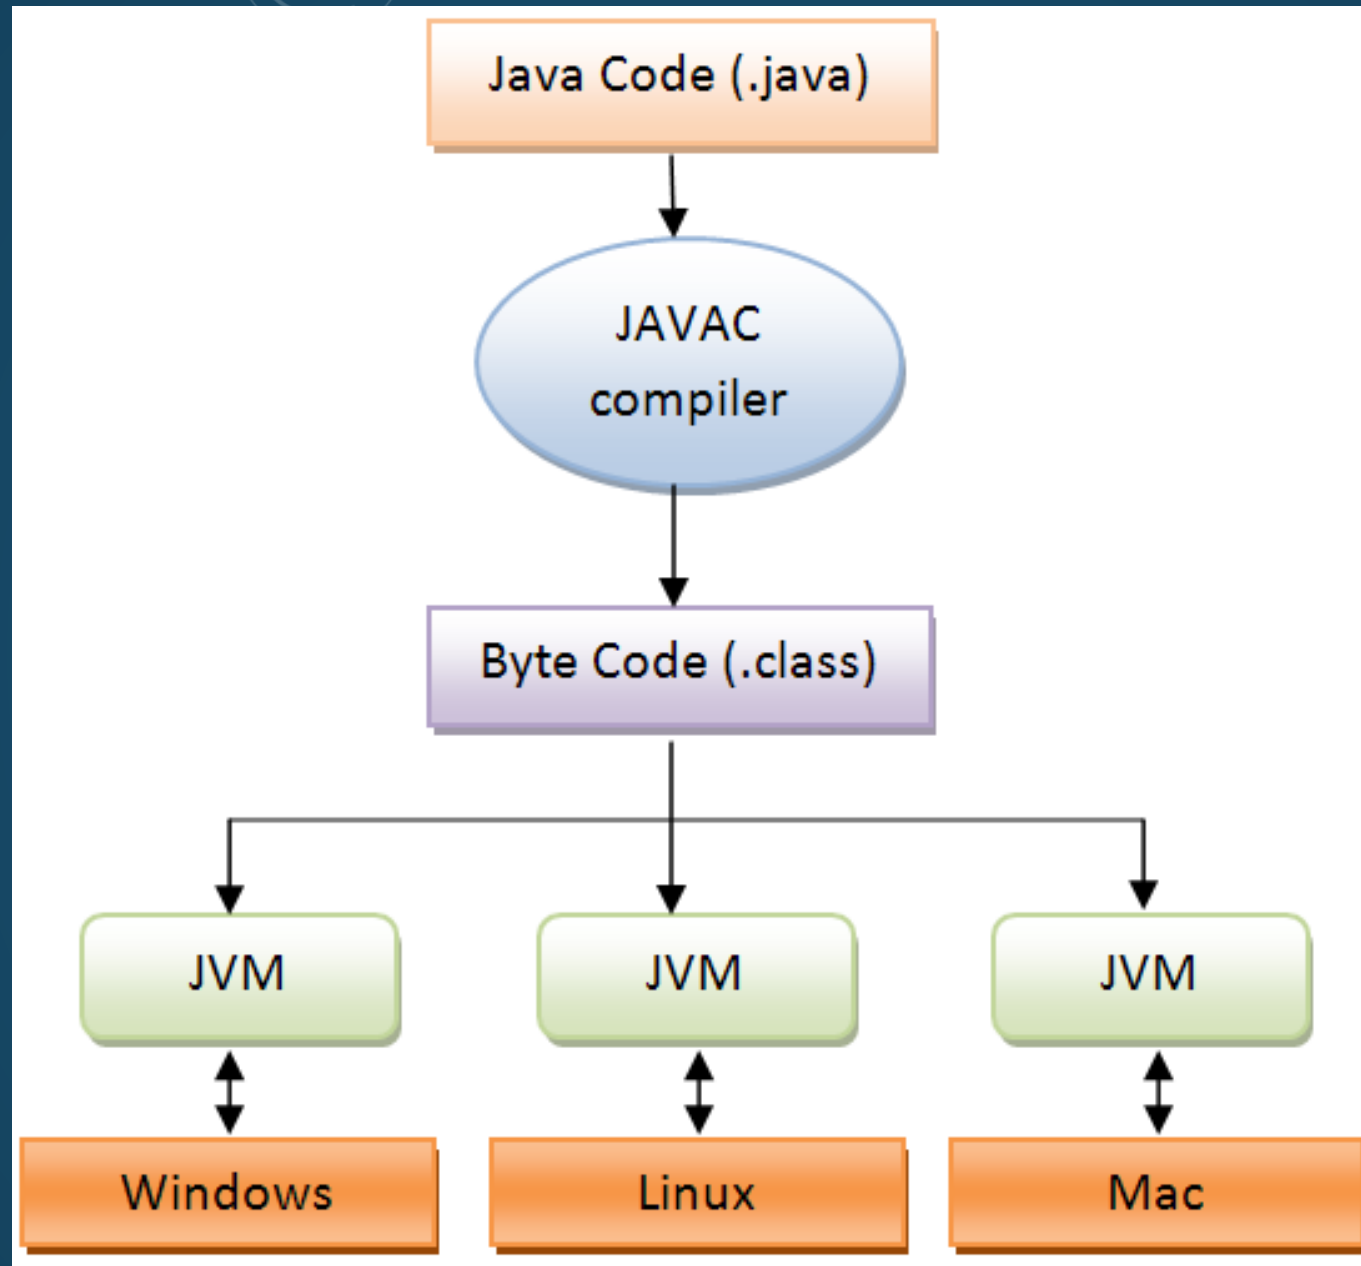 Java Code (.java)
JAVAC
compiler
Byte Code (.class)
JVM
JVM
JVM
Windows
Linux
Mac